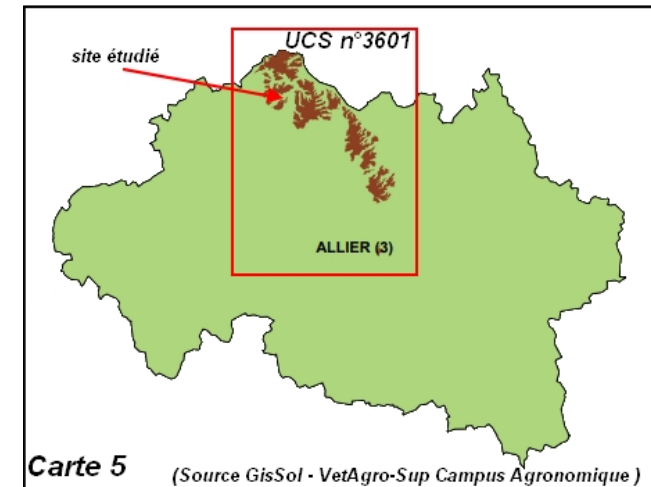 UCS n°3601
site étudié
ALLIER (3)
Carte 5
(Source GisSol - VetAgro-Sup Campus Agronomique )